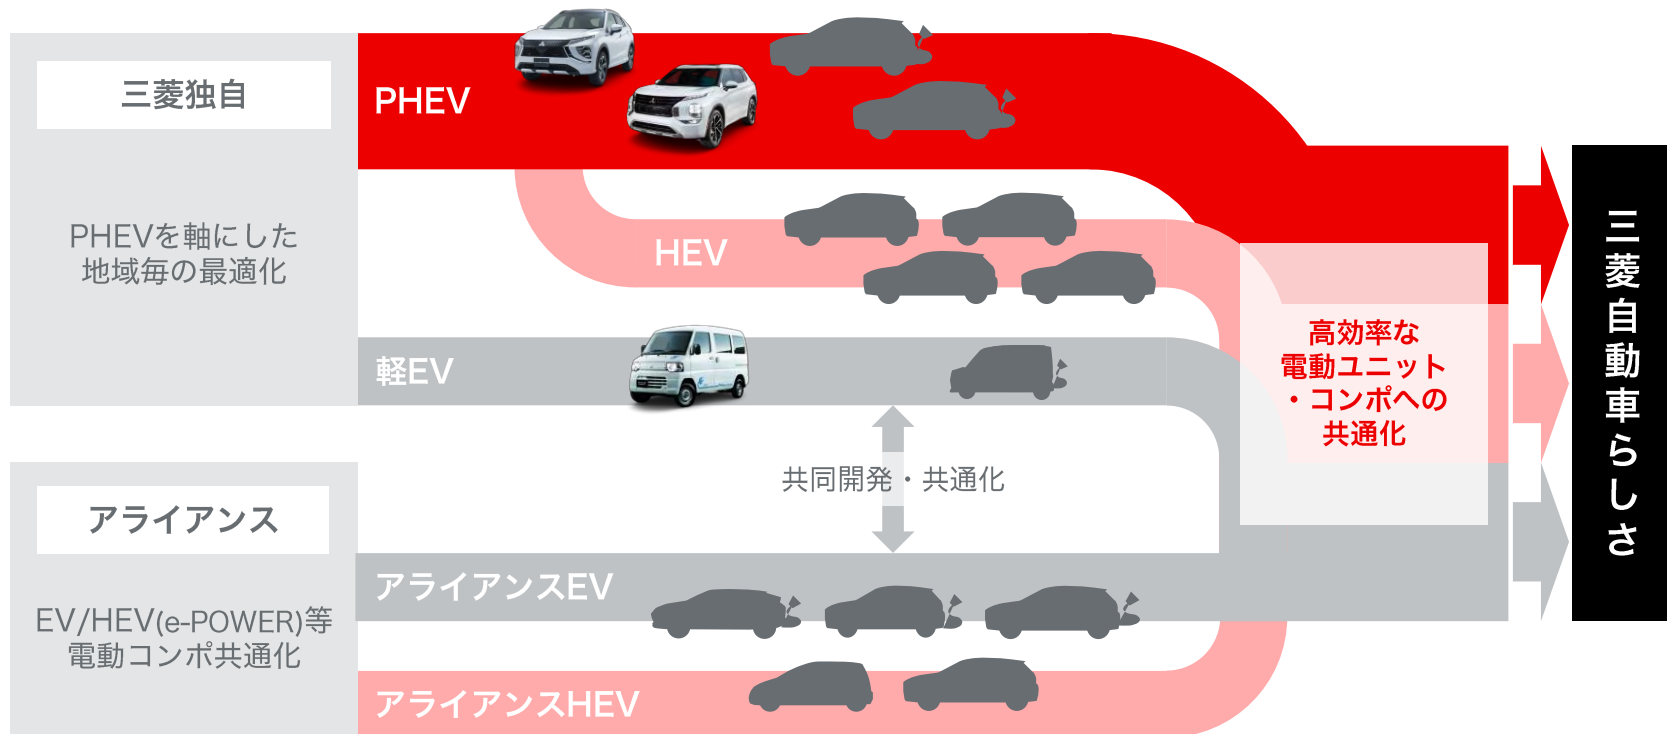 三菱独自
PHEVを軸にした
地域毎の最適化
PHEV
HEV
軽EV
共同開発・共通化
アライアンス
EV/HEV(e-POWER)等
電動コンポ共通化
アライアンスEV
アライアンスHEV
高効率な
電動ユニット
・コンポへの
共通化
三菱自動車らしさ